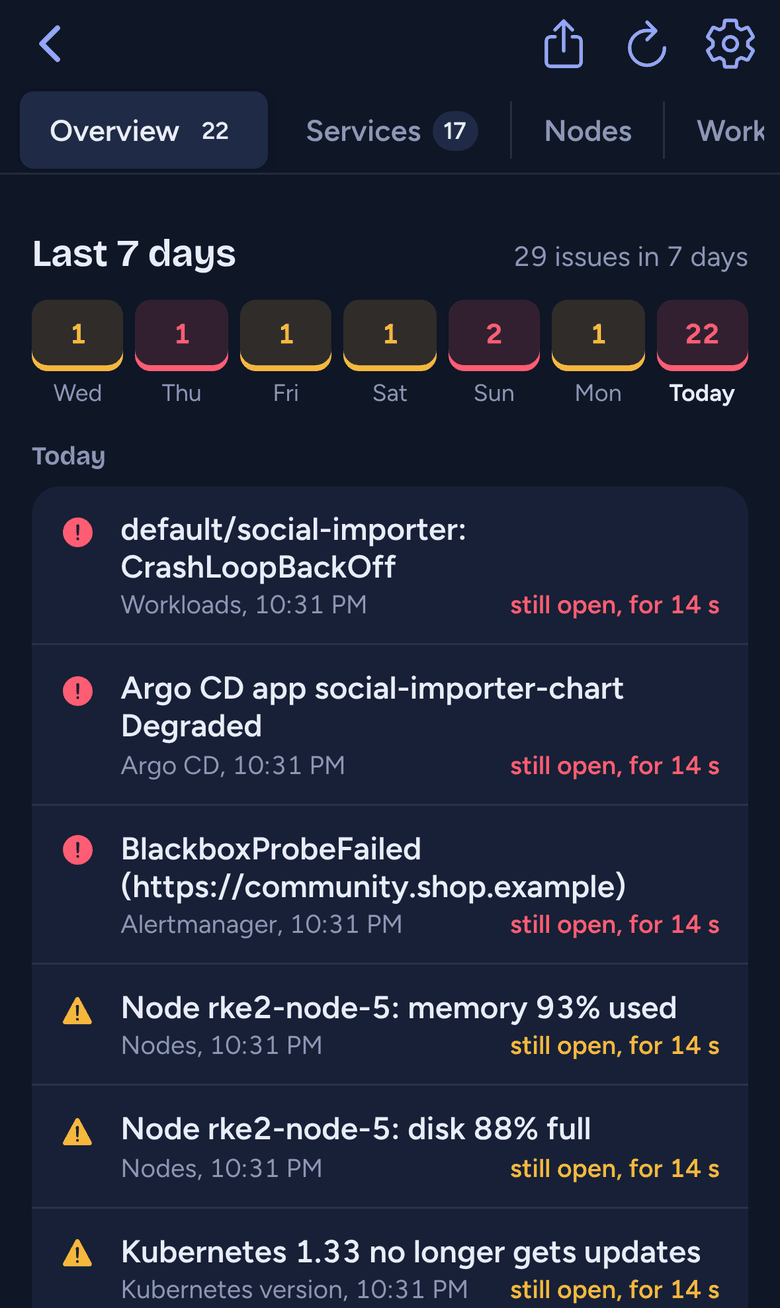 Overview 22 Services 17 Nodes Work
Last 7 days 29 issues in 7 days
1 1 1 1 2 1 22
Wed Thu Fri Sat Sun Mon Today
Today
default/social-importer:
CrashLoopBackOff
Workloads, 10:31 PM still open, for 14 s
Argo CD app social-importer-chart
Degraded
Argo CD, 10:31 PM still open, for 14 s
BlackboxProbeFailed
(https://community.shop.example)
Alertmanager, 10:31 PM still open, for 14 s
Node rke2-node-5: memory 93% used
Nodes, 10:31 PM still open, for 14 s
Node rke2-node-5: disk 88% full
Nodes, 10:31 PM still open, for 14 s
Kubernetes 1.33 no longer gets updates
Kubernetes version, 10:31 PM still open, for 14 s